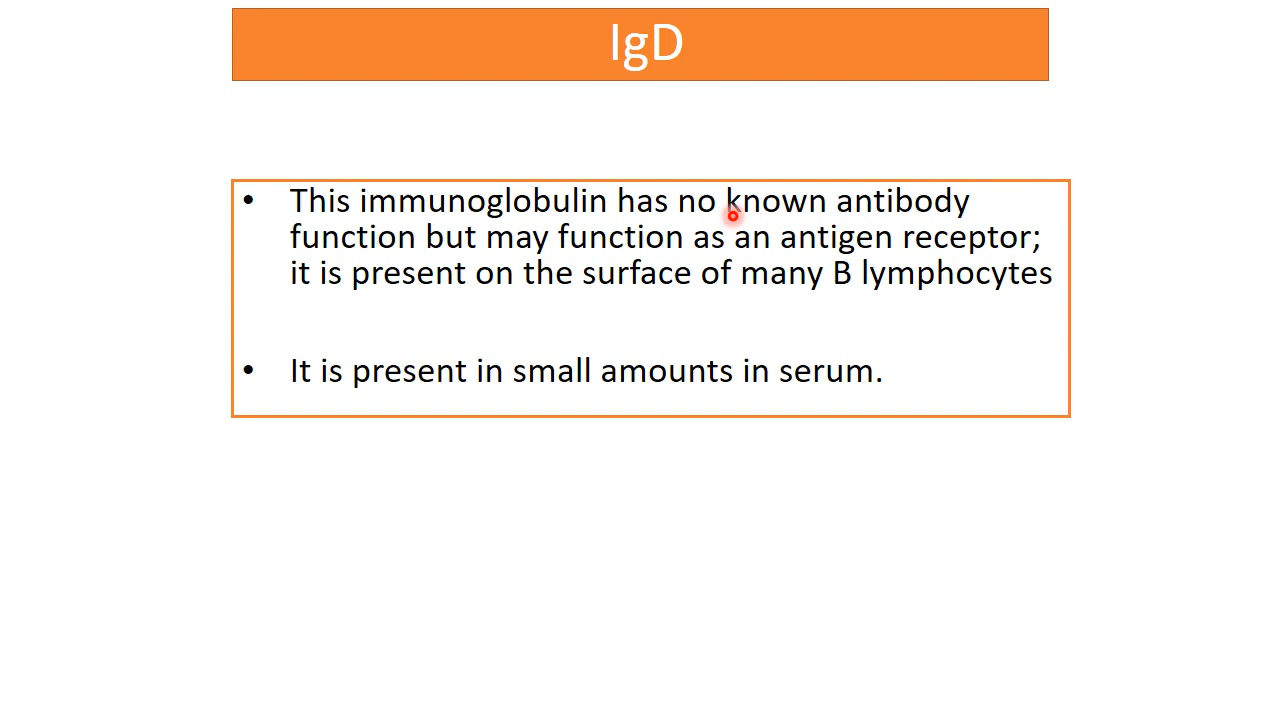 IgD
• This immunoglobulin has no known antibody
function but may function as an antigen receptor;
it is present on the surface of many B lymphocytes
• It is present in small amounts in serum.